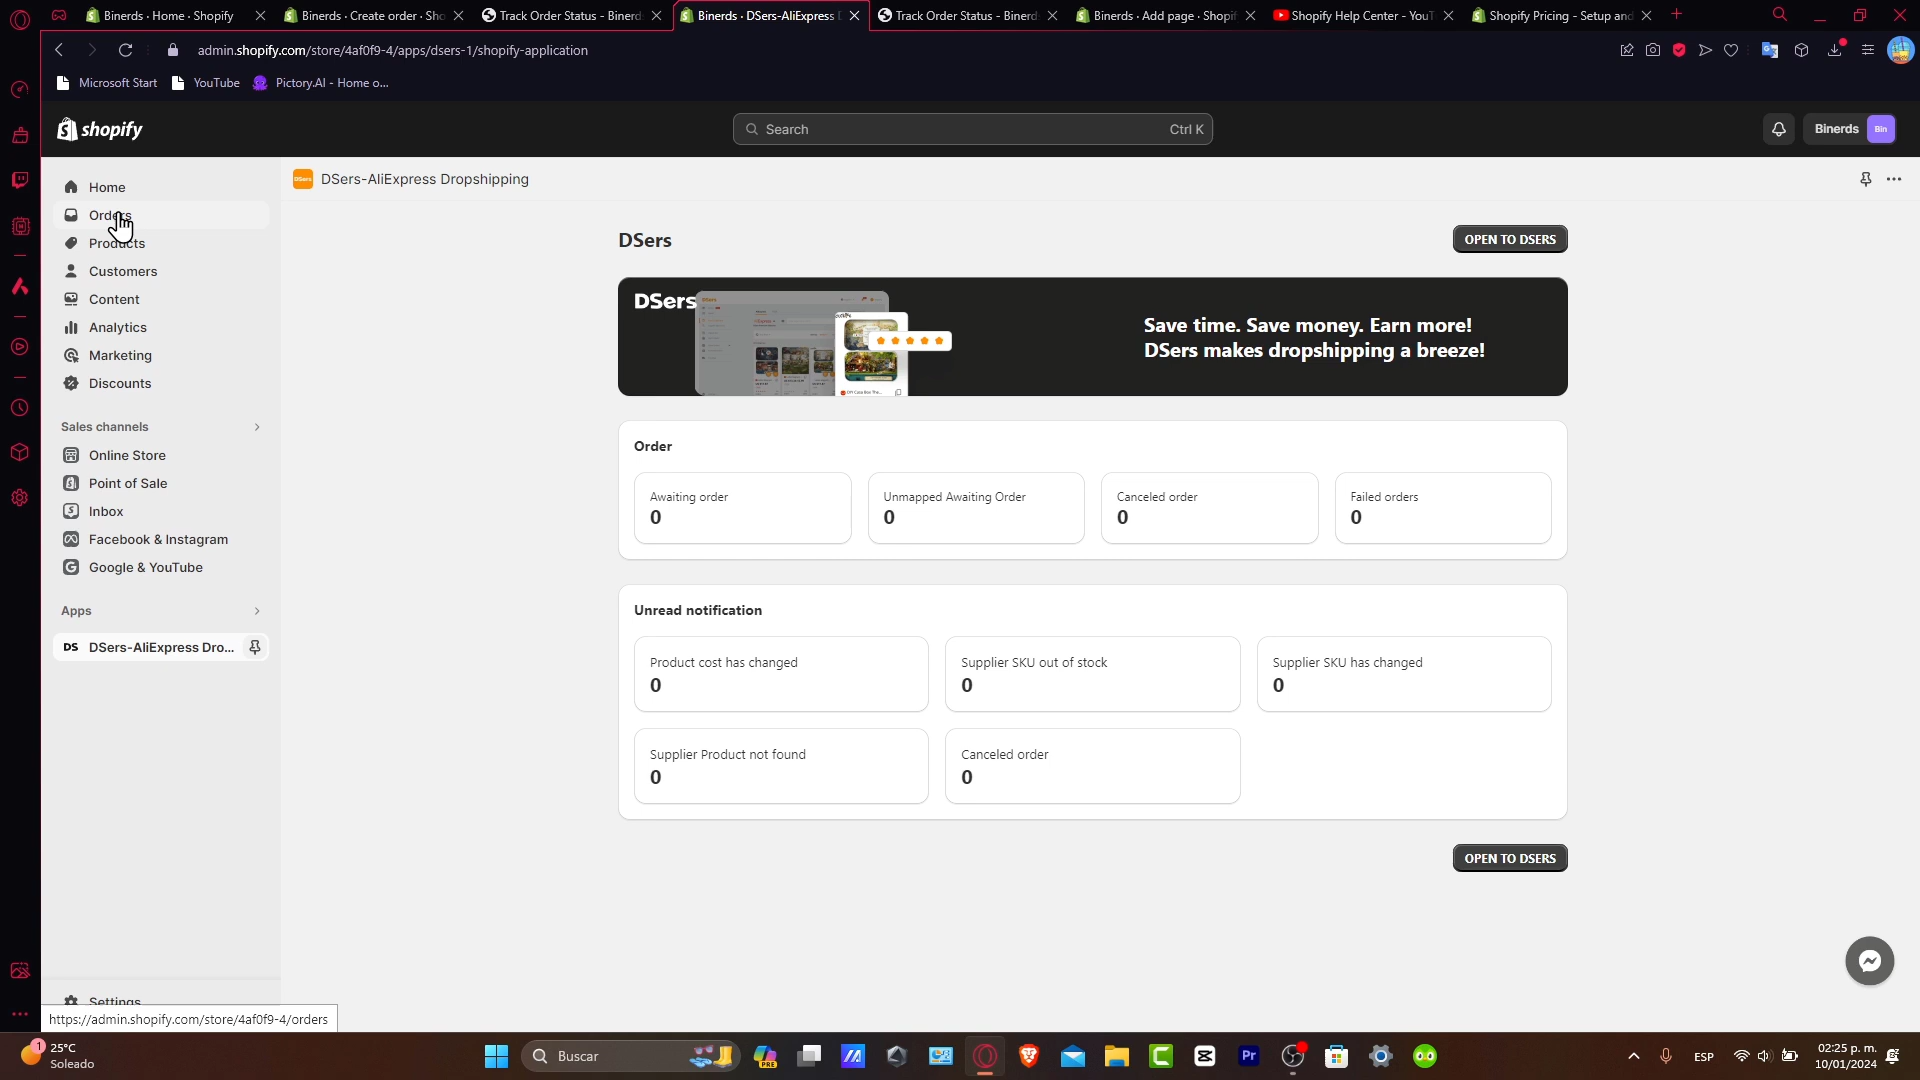 Binerds · Home · Shopify
Binerds · Create order · Sho
Track Order Status - Binerd
Binerds · DSers-AliExpress D
Track Order Status - Binerd
Binerds · Add page · Shopif
Shopify Help Center - YouT
Shopify Pricing - Setup and
admin.shopify.com/store/4af0f9-4/apps/dsers-1/shopify-application
Microsoft Start
YouTube
Pictory.AI - Home o...
shopify
Search
Ctrl K
Binerds
Bin
Home
Orders
Products
Customers
Content
Analytics
Marketing
Discounts
Sales channels
Online Store
Point of Sale
Inbox
Facebook & Instagram
Google & YouTube
Apps
DS
DSers-AliExpress Dro...
Settings
https://admin.shopify.com/store/4af0f9-4/orders
DSers
DSers-AliExpress Dropshipping
DSers
OPEN TO DSERS
DSers
Save time. Save money. Earn more!
DSers makes dropshipping a breeze!
Order
Awaiting order
0
Unmapped Awaiting Order
0
Canceled order
0
Failed orders
0
Unread notification
Product cost has changed
0
Supplier SKU out of stock
0
Supplier SKU has changed
0
Supplier Product not found
0
Canceled order
0
OPEN TO DSERS
1
25°C
Soleado
Buscar
PRE
Pr
ESP
02:25 p. m.
10/01/2024